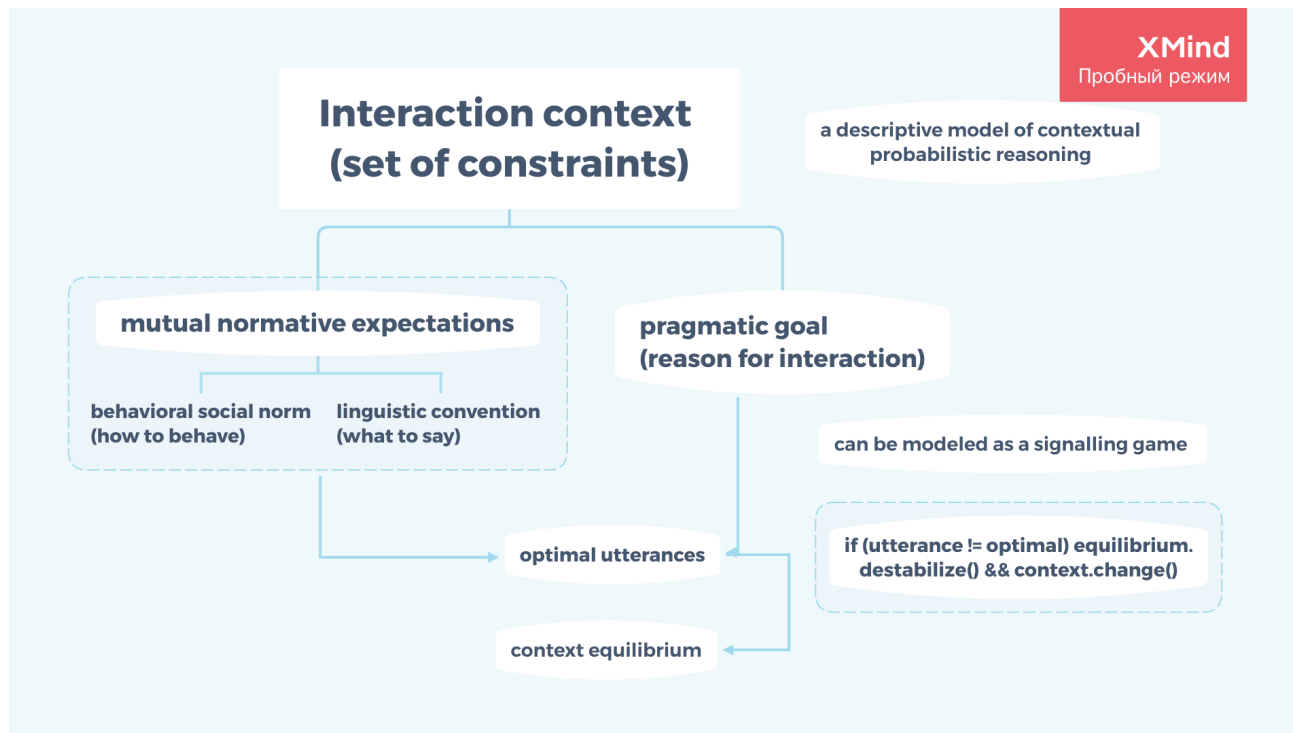 XMind
Пробный режим
Interaction context
(set of constraints)
a descriptive model of contextual
probabilistic reasoning
mutual normative expectations
pragmatic goal
(reason for interaction)
behavioral social norm
(how to behave)
linguistic convention
(what to say)
can be modeled as a signalling game
optimal utterances
if (utterance != optimal) equilibrium.
destabilize() && context.change()
context equilibrium